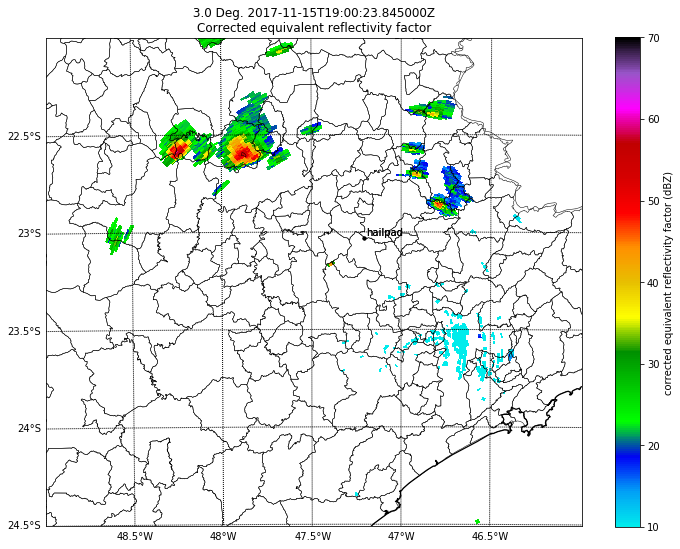 3.0 Deg. 2017-11-15T19:00:23.845000Z
Corrected equivalent reflectivity factor
22.5°S
23°S
23.5°S
24°S
24.5°S
48.5°W
48°W
47.5°W
47°W
46.5°W
hailpad
70
60
50
40
30
20
10
corrected equivalent reflectivity factor (dBZ)